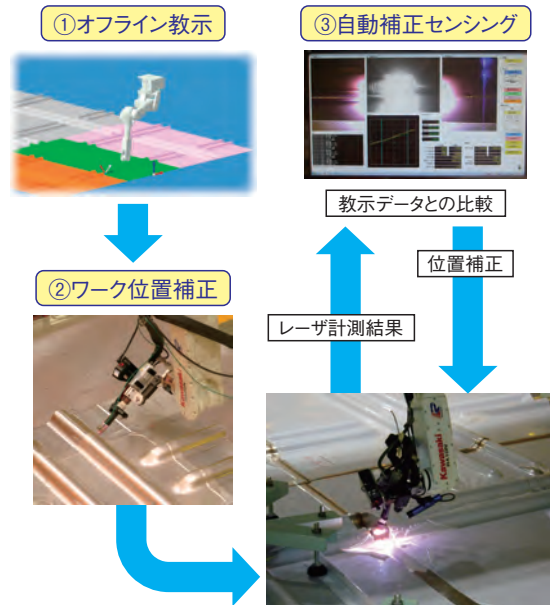 ①オフライン教示
③自動補正センシング
教示データとの比較
位置補正
②ワーク位置補正
レーザ計測結果
Kawasaki